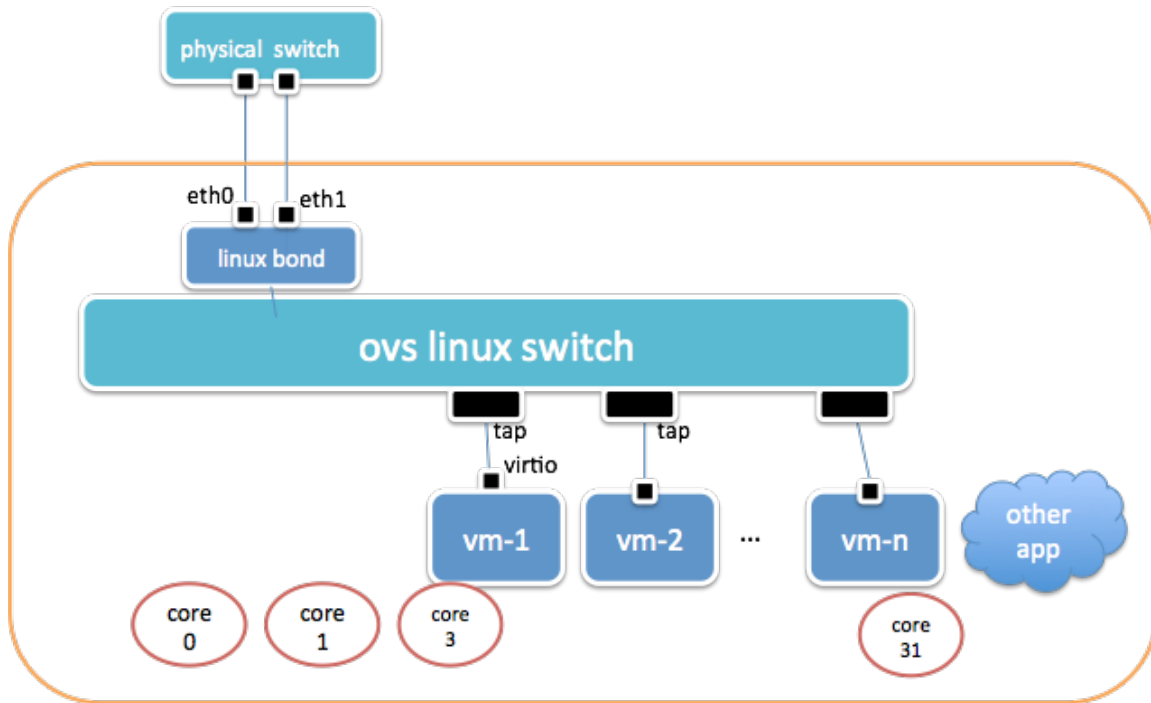 physical switch
eth0
eth1
linux bond
ovs linux switch
tap
tap
virtio
vm-1
vm-2
...
vm-n
other
app
core
0
core
1
core
3
core
31